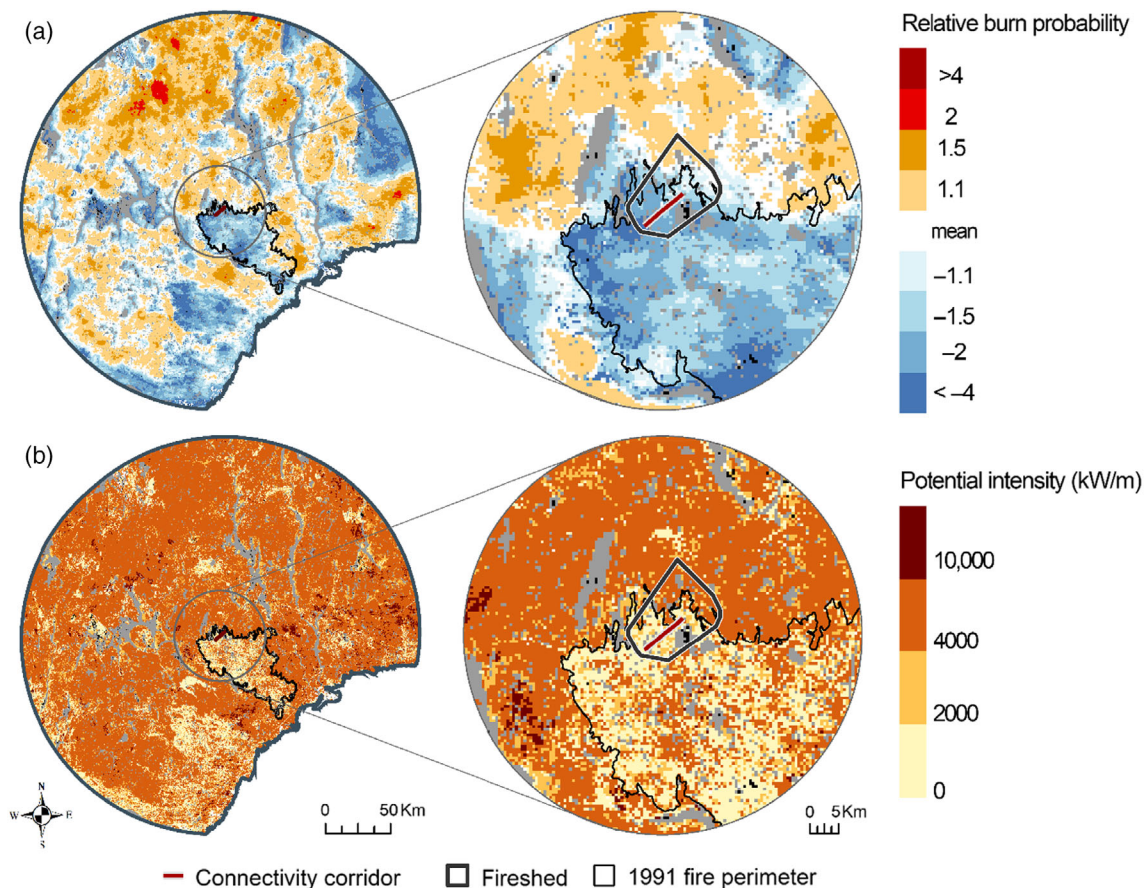 (a)
Relative burn probability
>4
2
1.5
1.1
mean
−1.1
−1.5
−2
< −4
(b)
Potential intensity (kW/m)
10,000
4000
2000
0
N
W E
S
0 50 Km
0 5 Km
Connectivity corridor Fireshed 1991 fire perimeter